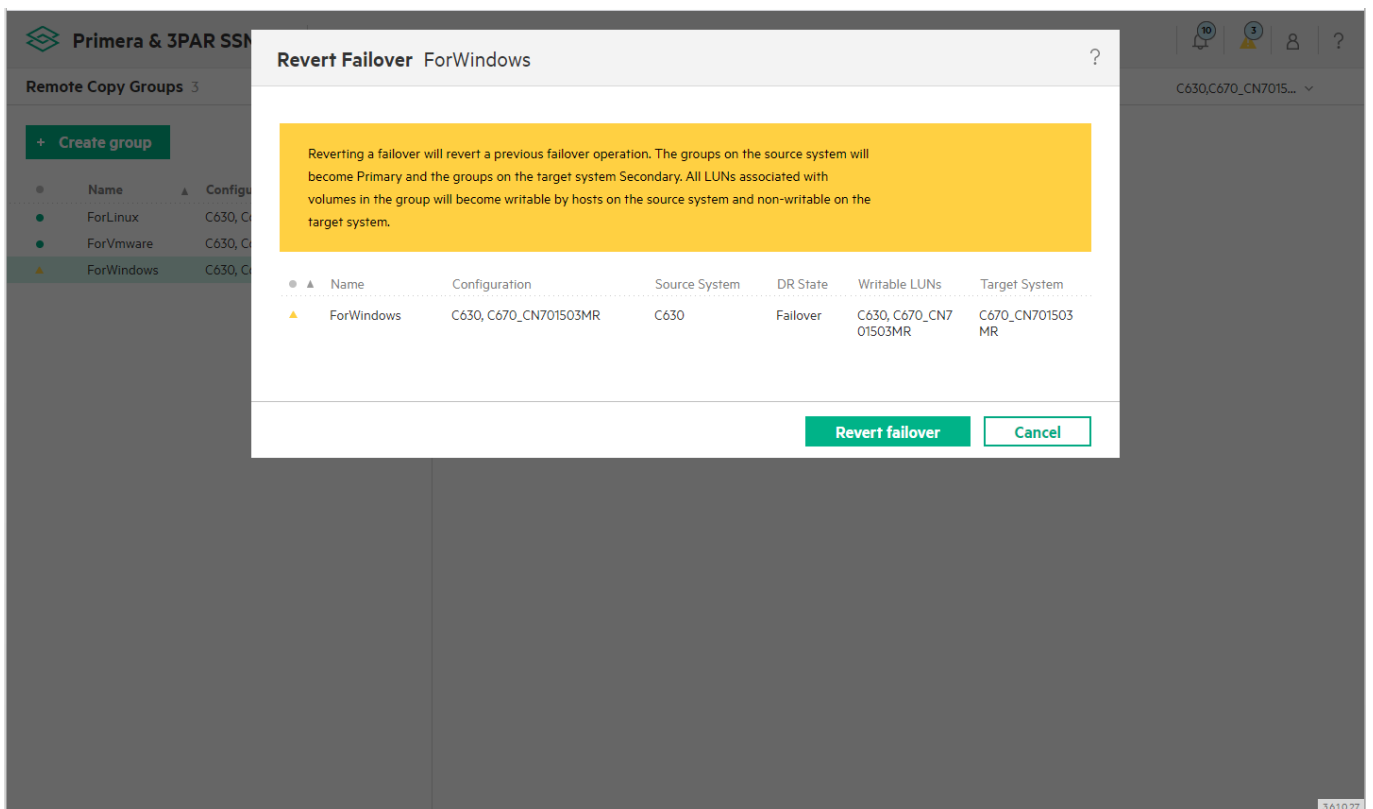 Primera & 3PAR SSM
10
3
?
Remote Copy Groups 3
C630,C670_CN7015...
+ Create group
Name
Configu
ForLinux
C630, C
ForVmware
C630, C
ForWindows
C630, C
Revert Failover ForWindows
?
Reverting a failover will revert a previous failover operation. The groups on the source system will
become Primary and the groups on the target system Secondary. All LUNs associated with
volumes in the group will become writable by hosts on the source system and non-writable on the
target system.
Name Configuration Source System DR State Writable LUNs Target System
ForWindows C630, C670_CN701503MR C630 Failover C630, C670_CN7 C670_CN701503
01503MR MR
Revert failover Cancel
361027